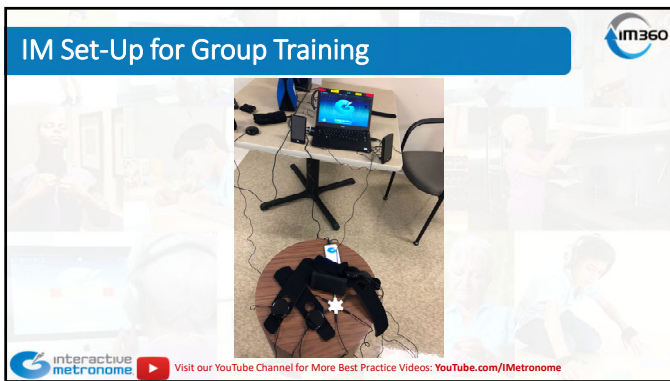 IM Set-Up for Group Training
IM360
interactive
metronome
Visit our YouTube Channel for More Best Practice Videos: YouTube.com/IMetronome